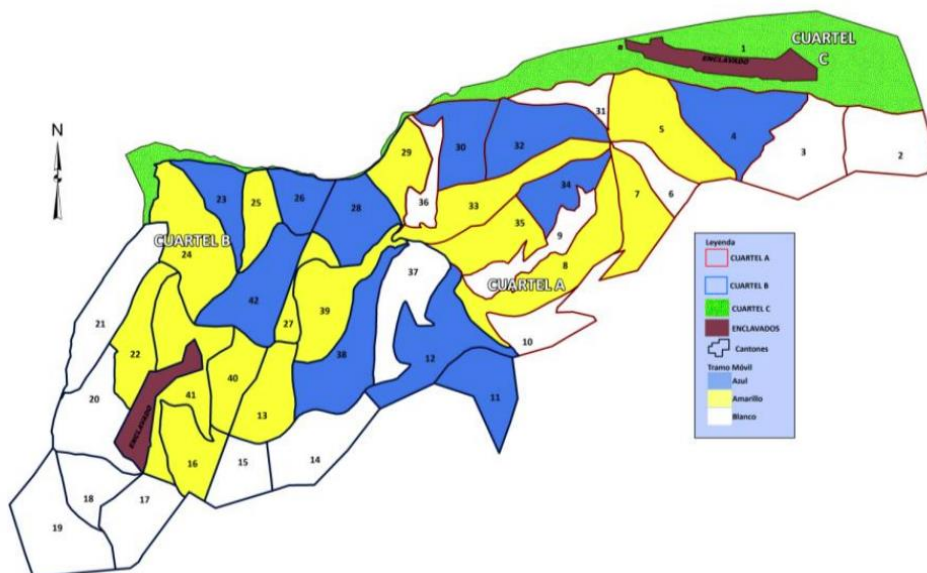 CUARTEL
C
1
ENCLAVADO
N
31
5
4
3
2
29
30
32
36
34
6
7
33
35
9
8
23
25
26
28
CUARTEL B
24
42
37
CUARTEL A
10
21
22
27
39
38
12
11
20
40
41
13
ENCLAVADO
16
15
14
18
17
19
Leyenda
CUARTEL A
CUARTEL B
CUARTEL C
ENCLAVADOS
Cantones
Tramo Móvil
Azul
Amarillo
Blanco